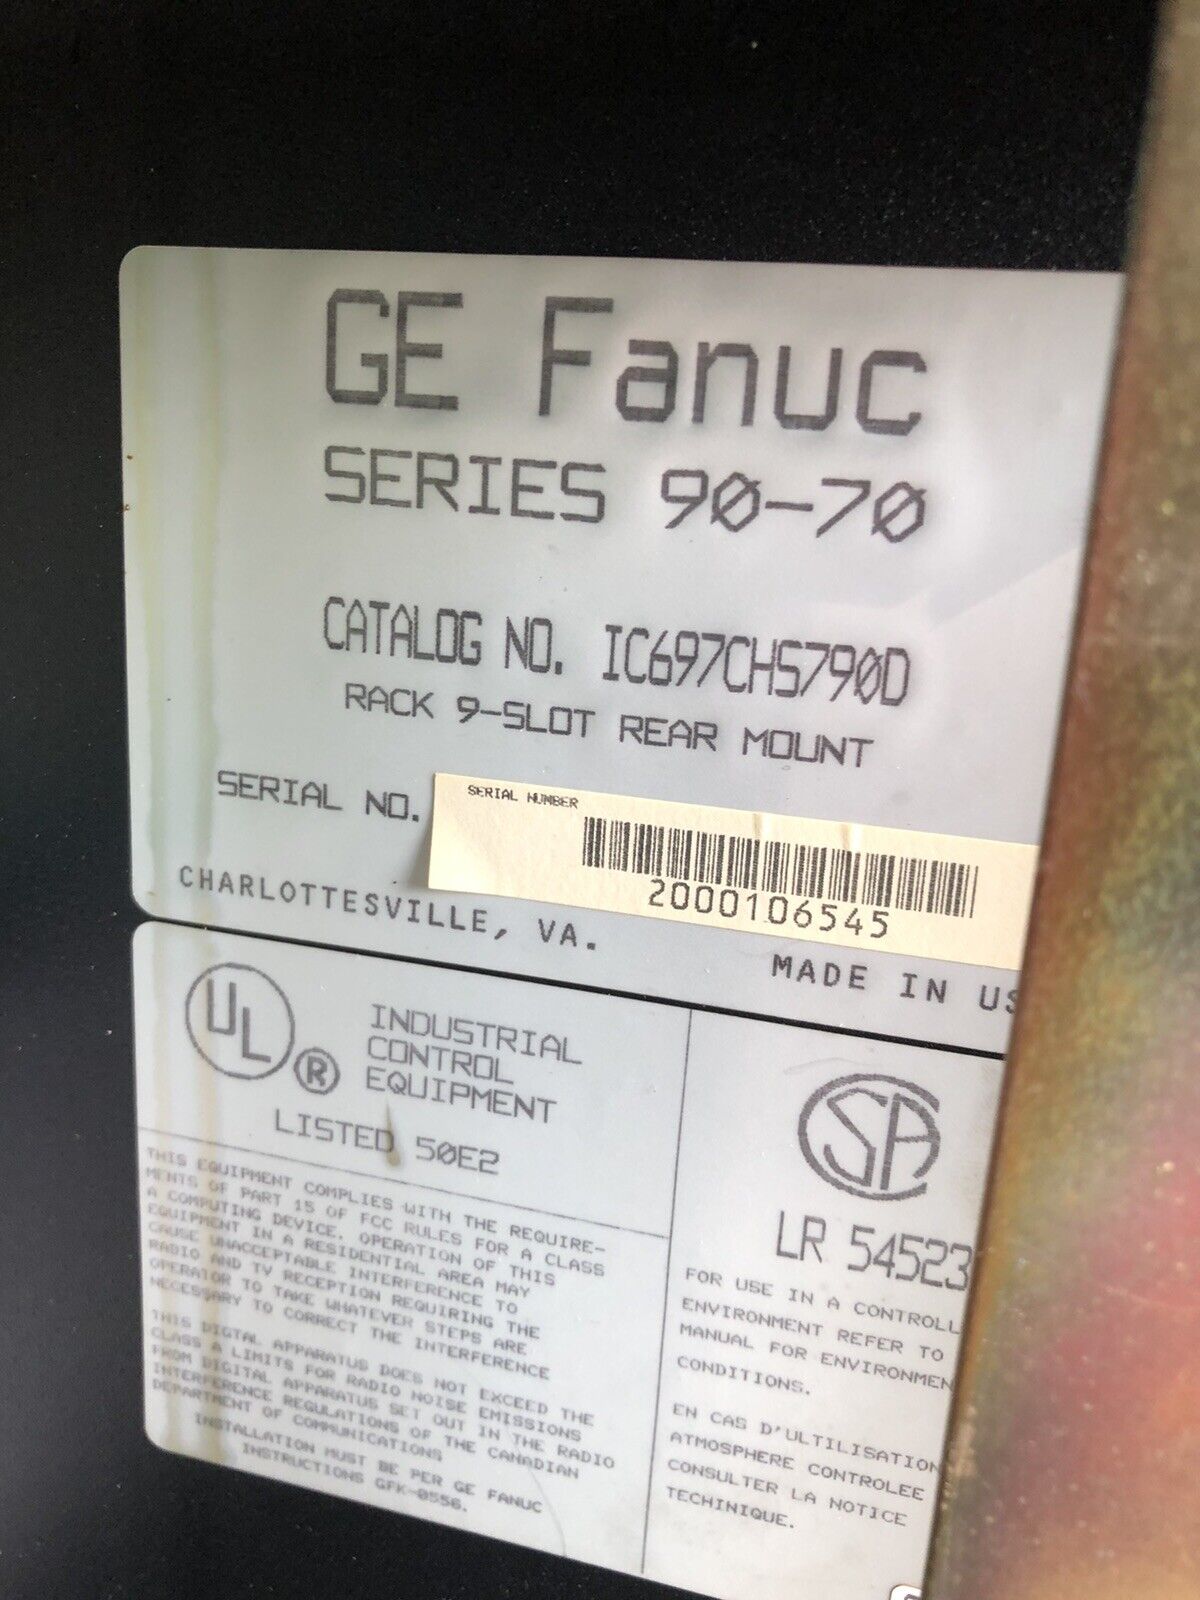 GE Fanuc
SERIES 90-70
CATALOG NO. IC697CHS790D
RACK 9-SLOT REAR MOUNT
SERIAL NO.
SERIAL NUMBER
2000106545
CHARLOTTESVILLE, VA.
MADE IN US
UL ®
INDUSTRIAL
CONTROL
EQUIPMENT
LISTED 50E2
THIS EQUIPMENT COMPLIES WITH THE REQUIRE-
MENTS OF PART 15 OF FCC RULES FOR A CLASS
A COMPUTING DEVICE. OPERATION OF THIS
EQUIPMENT IN A RESIDENTIAL AREA MAY
CAUSE UNACCEPTABLE INTERFERENCE TO
RADIO AND TV RECEPTION REQUIRING THE
OPERATOR TO TAKE WHATEVER STEPS ARE
NECESSARY TO CORRECT THE INTERFERENCE
THIS DIGTAL APPARATUS DOES NOT EXCEED THE
CLASS A LIMITS FOR RADIO NOISE EMISSIONS
FROM DIGITAL APPARATUS SET OUT IN THE RADIO
INTERFERENCE REGULATIONS OF THE CANADIAN
DEPARTMENT OF COMMUNICATIONS
INSTALLATION MUST BE PER GE FANUC
INSTRUCTIONS GFK-0556.
CSA
LR 54523
FOR USE IN A CONTROLL
ENVIRONMENT REFER TO
MANUAL FOR ENVIRONMEN
CONDITIONS.
EN CAS D'ULTILISATION
ATMOSPHERE CONTROLEE
CONSULTER LA NOTICE
TECHINIQUE.